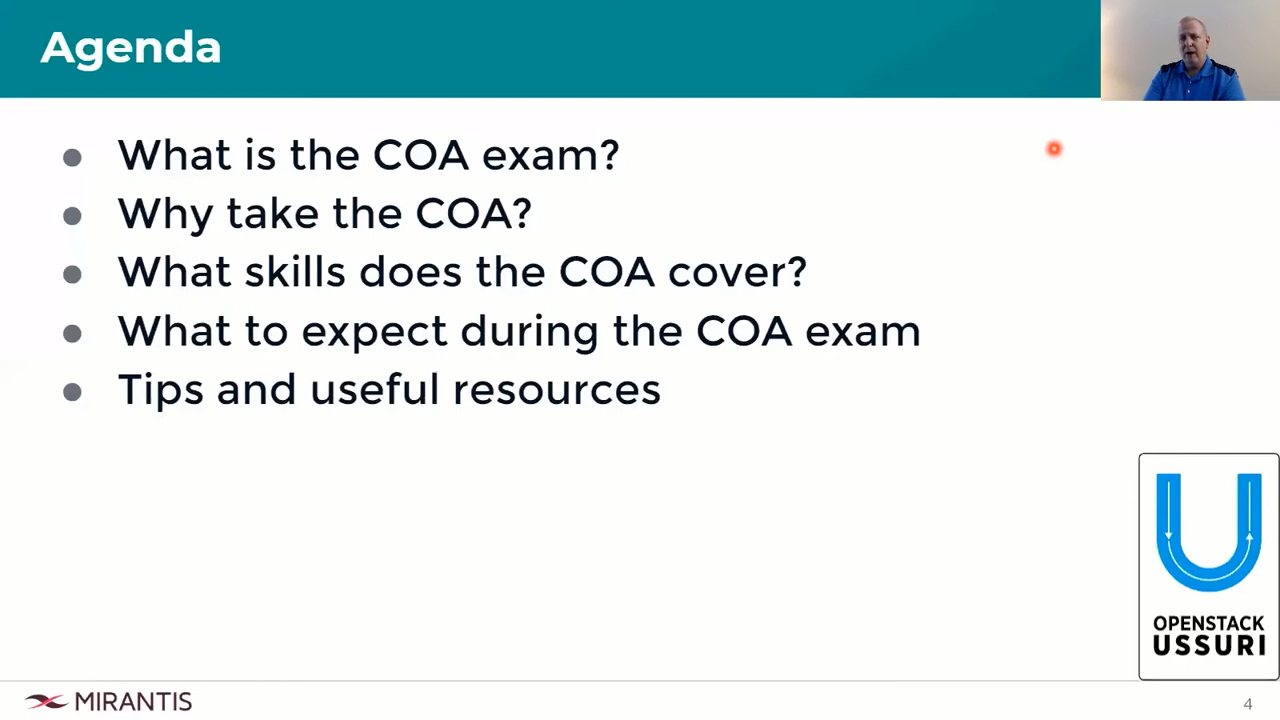 Agenda
What is the COA exam?
Why take the COA?
What skills does the COA cover?
What to expect during the COA exam
Tips and useful resources
OPENSTACK
USSURI
MIRANTIS
4